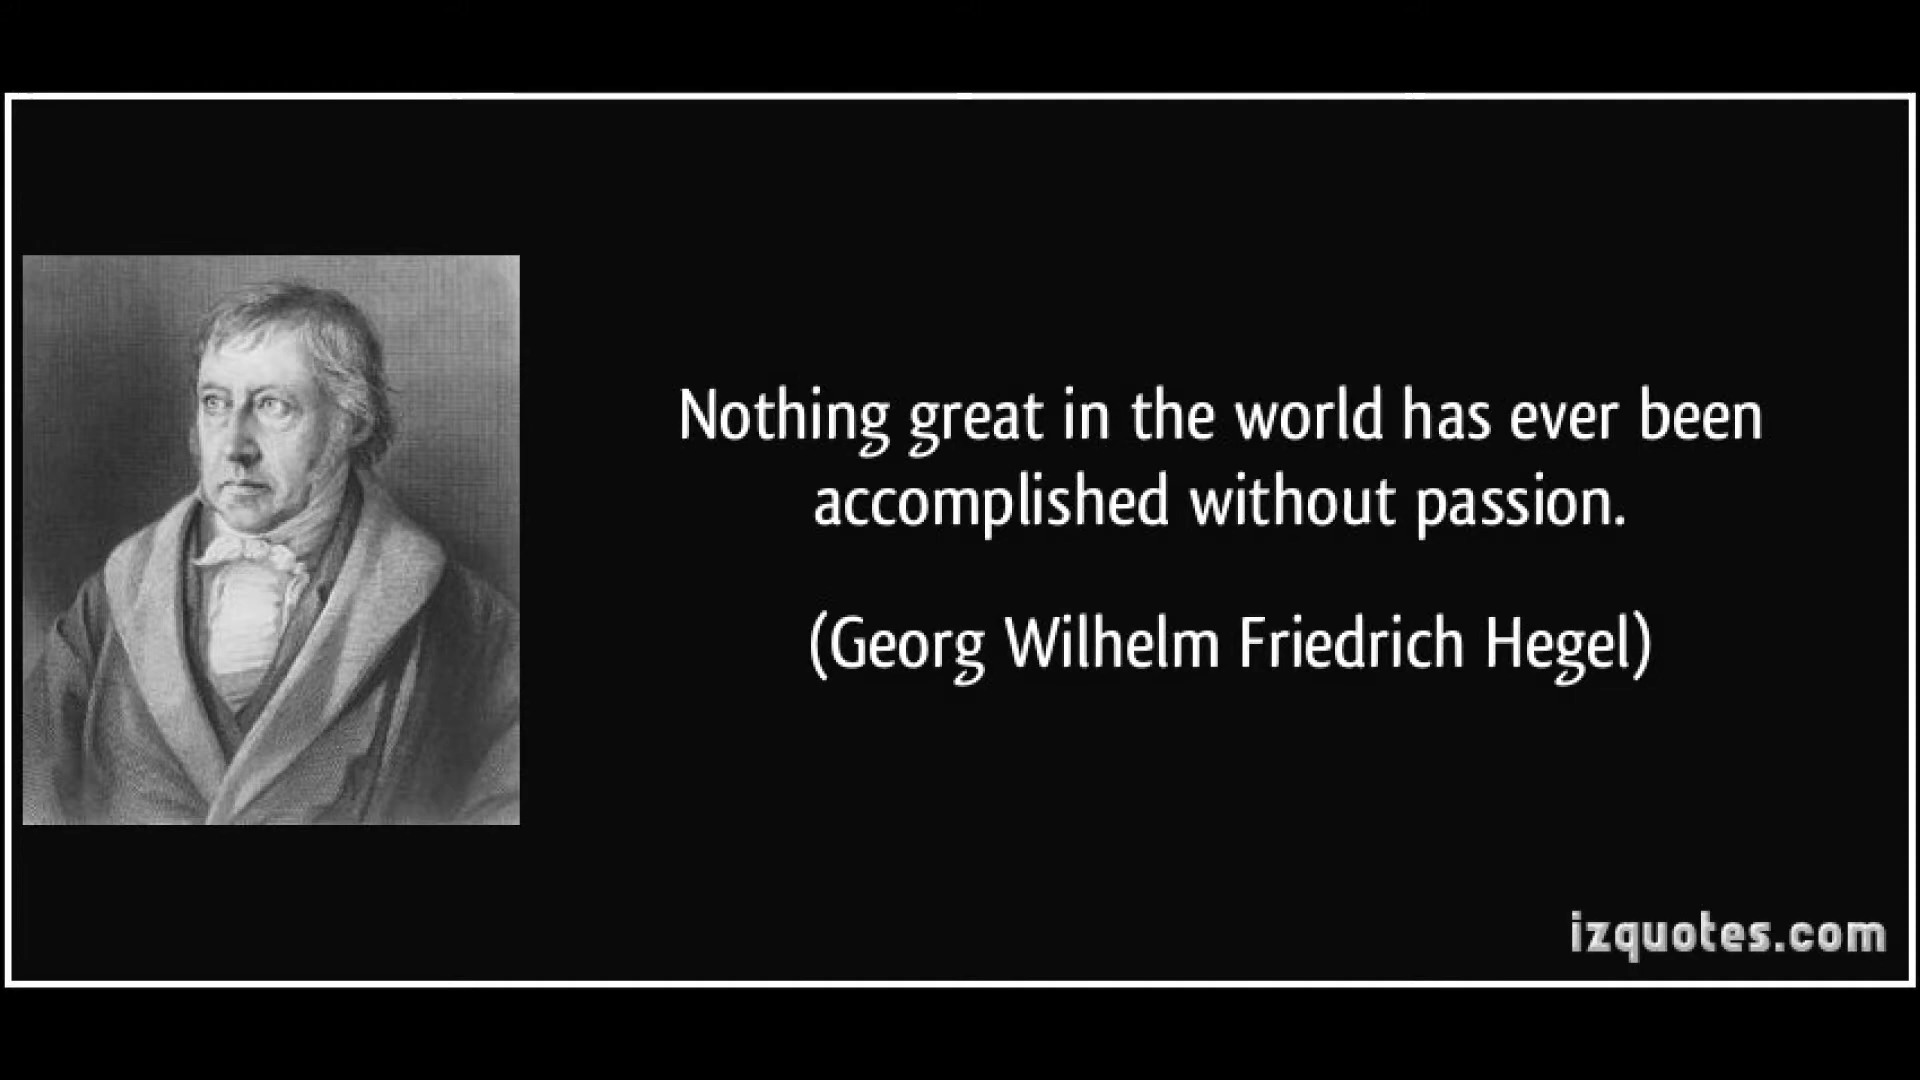 Nothing great in the world has ever been
accomplished without passion.
(Georg Wilhelm Friedrich Hegel)
izquotes.com